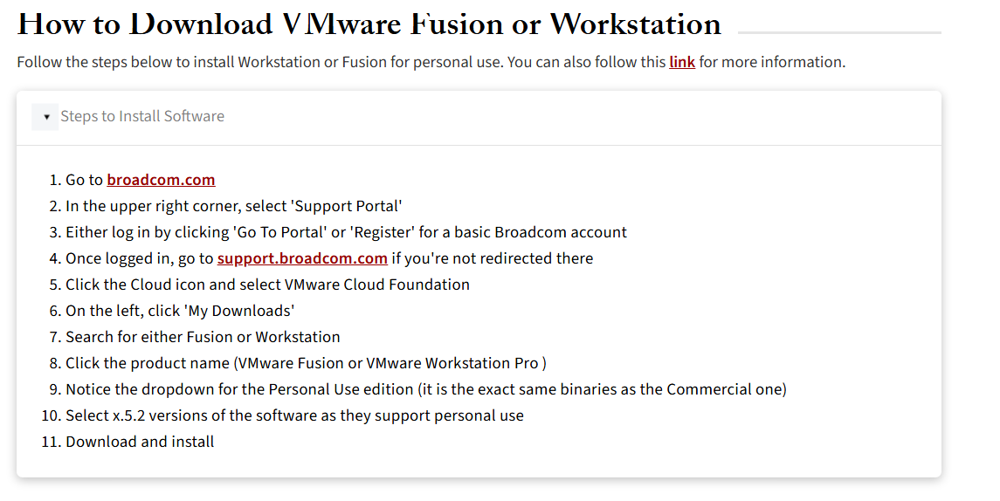 How to Download VMware Fusion or Workstation
Follow the steps below to install Workstation or Fusion for personal use. You can also follow this link for more information.
Steps to Install Software
1. Go to broadcom.com
2. In the upper right corner, select 'Support Portal'
3. Either log in by clicking 'Go To Portal' or 'Register' for a basic Broadcom account
4. Once logged in, go to support.broadcom.com if you're not redirected there
5. Click the Cloud icon and select VMware Cloud Foundation
6. On the left, click 'My Downloads'
7. Search for either Fusion or Workstation
8. Click the product name (VMware Fusion or VMware Workstation Pro )
9. Notice the dropdown for the Personal Use edition (it is the exact same binaries as the Commercial one)
10. Select x.5.2 versions of the software as they support personal use
11. Download and install